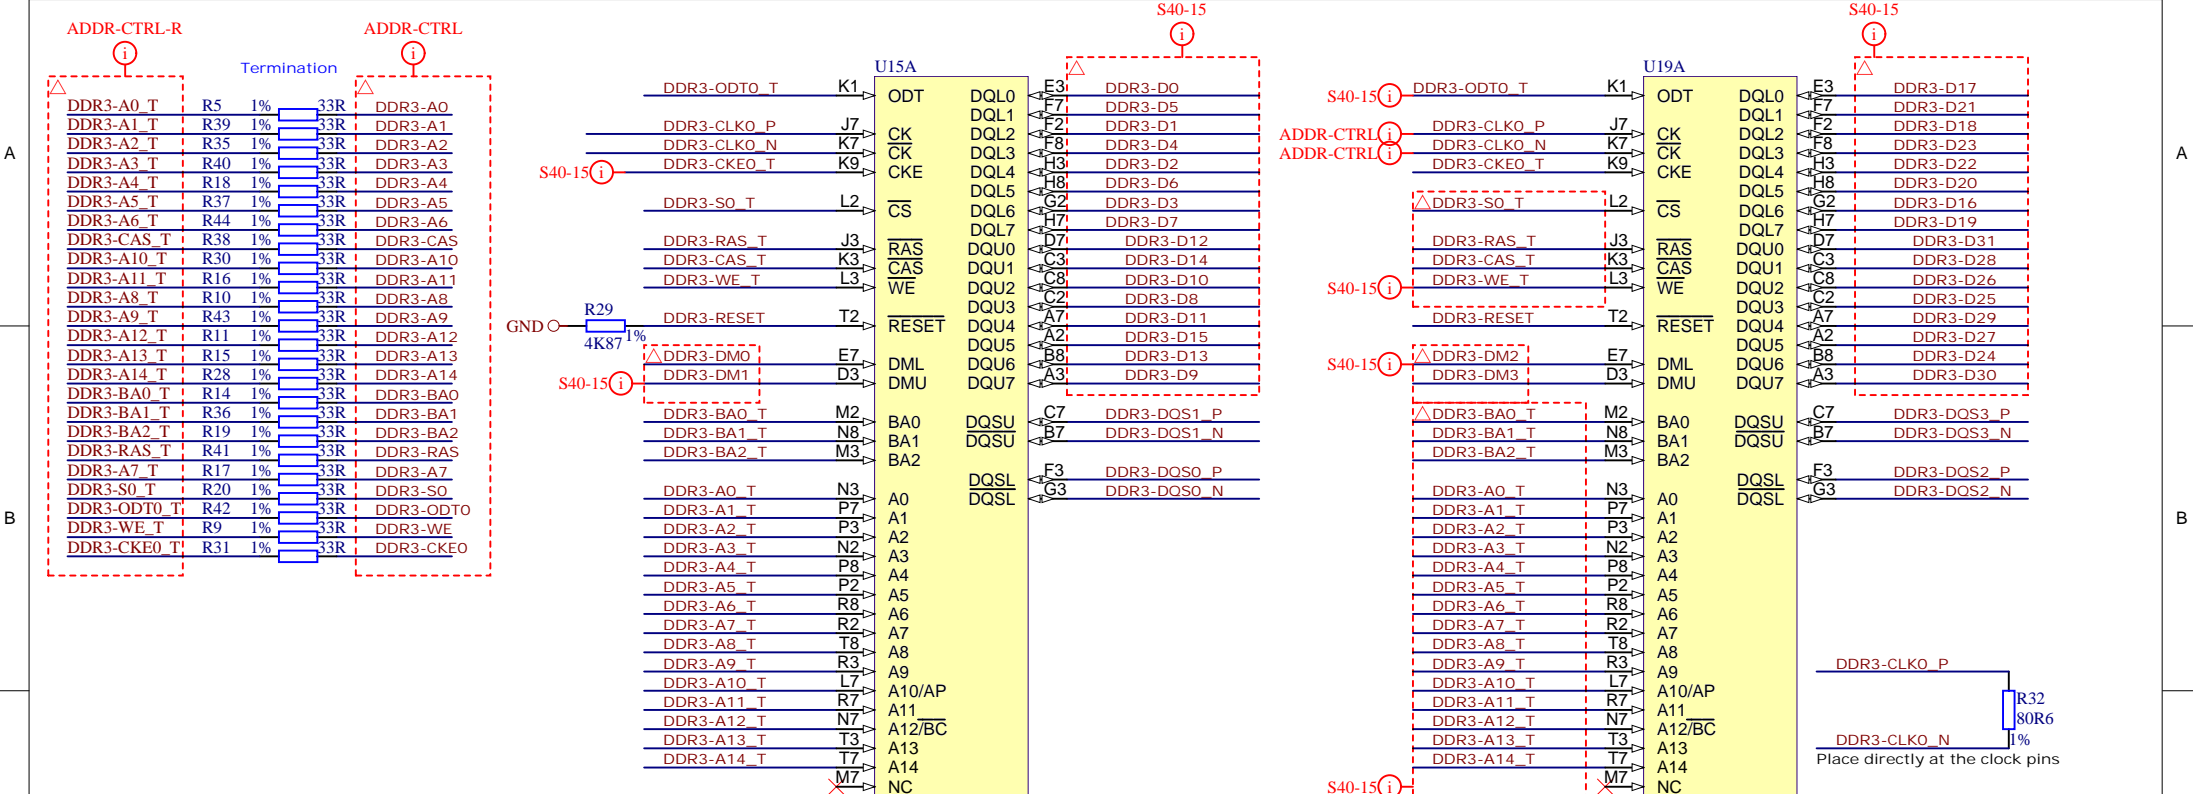 ADDR-CTRL-R
ADDR-CTRL
Termination
DDR3-A0_T R5 1% 33R DDR3-A0
DDR3-A1_T R39 1% 33R DDR3-A1
DDR3-A2_T R35 1% 33R DDR3-A2
DDR3-A3_T R40 1% 33R DDR3-A3
DDR3-A4_T R18 1% 33R DDR3-A4
DDR3-A5_T R37 1% 33R DDR3-A5
DDR3-A6_T R44 1% 33R DDR3-A6
DDR3-CAS_T R38 1% 33R DDR3-CAS
DDR3-A10_T R30 1% 33R DDR3-A10
DDR3-A11_T R16 1% 33R DDR3-A11
DDR3-A8_T R10 1% 33R DDR3-A8
DDR3-A9_T R43 1% 33R DDR3-A9
DDR3-A12_T R11 1% 33R DDR3-A12
DDR3-A13_T R15 1% 33R DDR3-A13
DDR3-A14_T R28 1% 33R DDR3-A14
DDR3-BA0_T R14 1% 33R DDR3-BA0
DDR3-BA1_T R36 1% 33R DDR3-BA1
DDR3-BA2_T R19 1% 33R DDR3-BA2
DDR3-RAS_T R41 1% 33R DDR3-RAS
DDR3-A7_T R17 1% 33R DDR3-A7
DDR3-S0_T R20 1% 33R DDR3-S0
DDR3-ODT0_T R42 1% 33R DDR3-ODT0
DDR3-WE_T R9 1% 33R DDR3-WE
DDR3-CKE0_T R31 1% 33R DDR3-CKE0
A
B
S40-15
U15A
DDR3-ODT0_T K1 ODT DQL0 E3 DDR3-D0
DQL1 F7 DDR3-D5
DDR3-CLK0_P J7 CK DQL2 F2 DDR3-D1
DDR3-CLK0_N K7 CK DQL3 F8 DDR3-D4
S40-15 DDR3-CKE0_T K9 CKE DQL4 H3 DDR3-D2
DQL5 H8 DDR3-D6
DDR3-S0_T L2 CS DQL6 G2 DDR3-D3
DQL7 H7 DDR3-D7
DDR3-RAS_T J3 RAS DQU0 D7 DDR3-D12
DDR3-CAS_T K3 CAS DQU1 C3 DDR3-D14
DDR3-WE_T L3 WE DQU2 C8 DDR3-D10
DQU3 C2 DDR3-D8
GND R29 4K87 1% DDR3-RESET T2 RESET DQU4 A7 DDR3-D11
DQU5 A2 DDR3-D15
DDR3-DM0 E7 DML DQU6 B8 DDR3-D13
S40-15 DDR3-DM1 D3 DMU DQU7 A3 DDR3-D9
DDR3-BA0_T M2 BA0 DQSU C7 DDR3-DQS1_P
DDR3-BA1_T N8 BA1 DQSU B7 DDR3-DQS1_N
DDR3-BA2_T M3 BA2
DQSL F3 DDR3-DQS0_P
DDR3-A0_T N3 A0 DQSL G3 DDR3-DQS0_N
DDR3-A1_T P7 A1
DDR3-A2_T P3 A2
DDR3-A3_T N2 A3
DDR3-A4_T P8 A4
DDR3-A5_T P2 A5
DDR3-A6_T R8 A6
DDR3-A7_T R2 A7
DDR3-A8_T T8 A8
DDR3-A9_T R3 A9
DDR3-A10_T L7 A10/AP
DDR3-A11_T R7 A11
DDR3-A12_T N7 A12/BC
DDR3-A13_T T3 A13
DDR3-A14_T T7 A14
M7 NC
S40-15
U19A
S40-15 DDR3-ODT0_T K1 ODT DQL0 E3 DDR3-D17
DQL1 F7 DDR3-D21
ADDR-CTRL DDR3-CLK0_P J7 CK DQL2 F2 DDR3-D18
ADDR-CTRL DDR3-CLK0_N K7 CK DQL3 F8 DDR3-D23
DDR3-CKE0_T K9 CKE DQL4 H3 DDR3-D22
DQL5 H8 DDR3-D20
DDR3-S0_T L2 CS DQL6 G2 DDR3-D16
DQL7 H7 DDR3-D19
DDR3-RAS_T J3 RAS DQU0 D7 DDR3-D31
DDR3-CAS_T K3 CAS DQU1 C3 DDR3-D28
S40-15 DDR3-WE_T L3 WE DQU2 C8 DDR3-D26
DQU3 C2 DDR3-D25
DDR3-RESET T2 RESET DQU4 A7 DDR3-D29
DQU5 A2 DDR3-D27
S40-15 DDR3-DM2 E7 DML DQU6 B8 DDR3-D24
DDR3-DM3 D3 DMU DQU7 A3 DDR3-D30
DDR3-BA0_T M2 BA0 DQSU C7 DDR3-DQS3_P
DDR3-BA1_T N8 BA1 DQSU B7 DDR3-DQS3_N
DDR3-BA2_T M3 BA2
DQSL F3 DDR3-DQS2_P
DDR3-A0_T N3 A0 DQSL G3 DDR3-DQS2_N
DDR3-A1_T P7 A1
DDR3-A2_T P3 A2
DDR3-A3_T N2 A3
DDR3-A4_T P8 A4
DDR3-A5_T P2 A5
DDR3-A6_T R8 A6
DDR3-A7_T R2 A7
DDR3-A8_T T8 A8
DDR3-A9_T R3 A9
DDR3-A10_T L7 A10/AP
DDR3-A11_T R7 A11
DDR3-A12_T N7 A12/BC
DDR3-A13_T T3 A13
DDR3-A14_T T7 A14
S40-15 M7 NC
DDR3-CLK0_P
R32
80R6
1%
DDR3-CLK0_N
Place directly at the clock pins
A
B